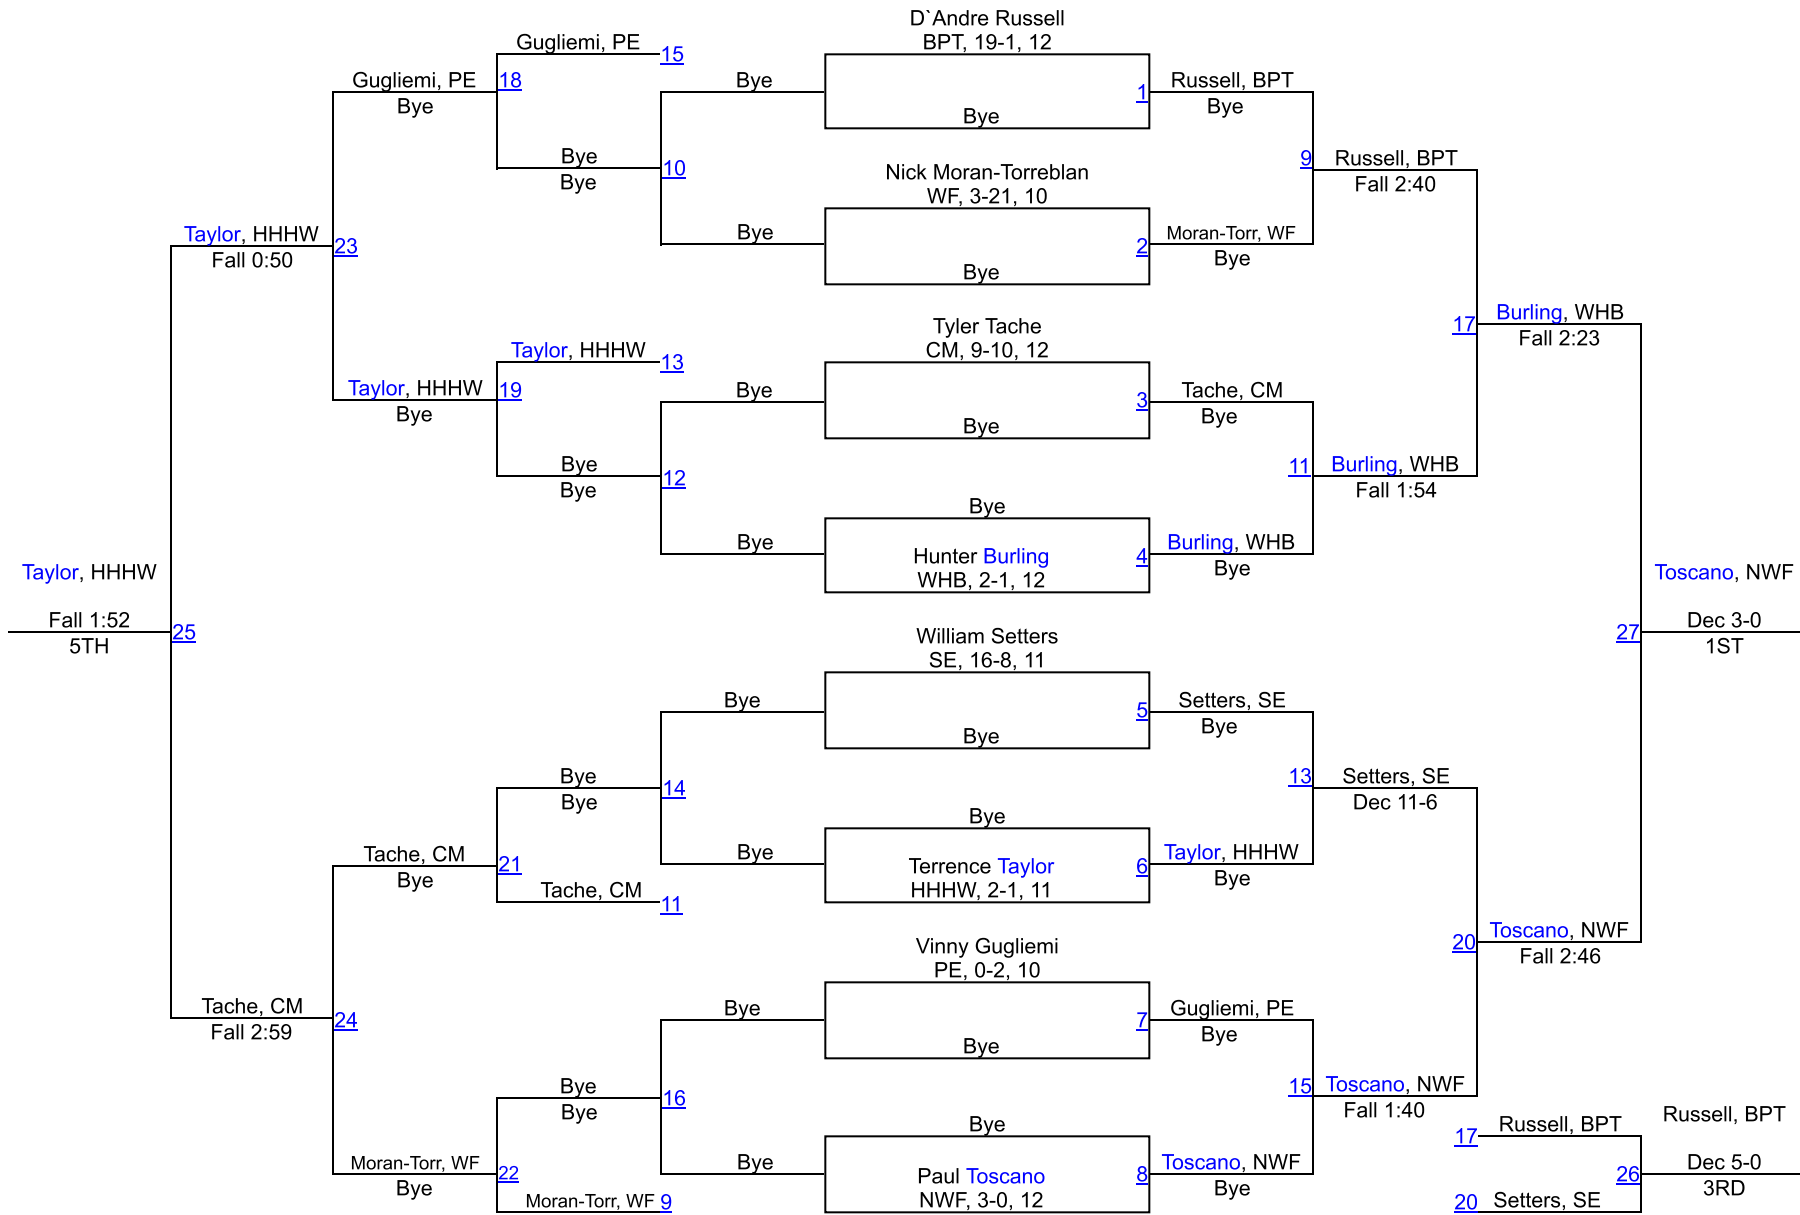 D`Andre Russell
BPT, 19-1, 12
Gugliemi, PE
15
Gugliemi, PE
18
Bye
Bye
1
Russell, BPT
Bye
Bye
Bye
Bye
10
9
Russell, BPT
Fall 2:40
Nick Moran-Torreblan
WF, 3-21, 10
Bye
2
Moran-Torr, WF
Bye
Bye
Taylor, HHHW
23
Fall 0:50
Tyler Tache
CM, 9-10, 12
17
Burling, WHB
Fall 2:23
Taylor, HHHW
13
Taylor, HHHW
19
Bye
Bye
3
Tache, CM
Bye
Bye
Bye
Bye
12
11
Burling, WHB
Fall 1:54
Bye
Bye
Hunter Burling
WHB, 2-1, 12
4
Burling, WHB
Bye
Taylor, HHHW
Fall 1:52
5TH
25
Toscano, NWF
27
Dec 3-0
1ST
William Setters
SE, 16-8, 11
Bye
5
Setters, SE
Bye
Bye
Bye
Bye
14
13
Setters, SE
Dec 11-6
Bye
Tache, CM
21
Bye
Bye
Terrence Taylor
HHHW, 2-1, 11
6
Taylor, HHHW
Bye
Tache, CM
11
Vinny Gugliemi
PE, 0-2, 10
20
Toscano, NWF
Fall 2:46
Tache, CM
24
Fall 2:59
Bye
7
Gugliemi, PE
Bye
Bye
Bye
Bye
16
15
Toscano, NWF
Fall 1:40
Bye
Moran-Torr, WF
22
Bye
Bye
Paul Toscano
NWF, 3-0, 12
8
Toscano, NWF
Bye
Moran-Torr, WF
9
17
Russell, BPT
Russell, BPT
26
Dec 5-0
3RD
20
Setters, SE